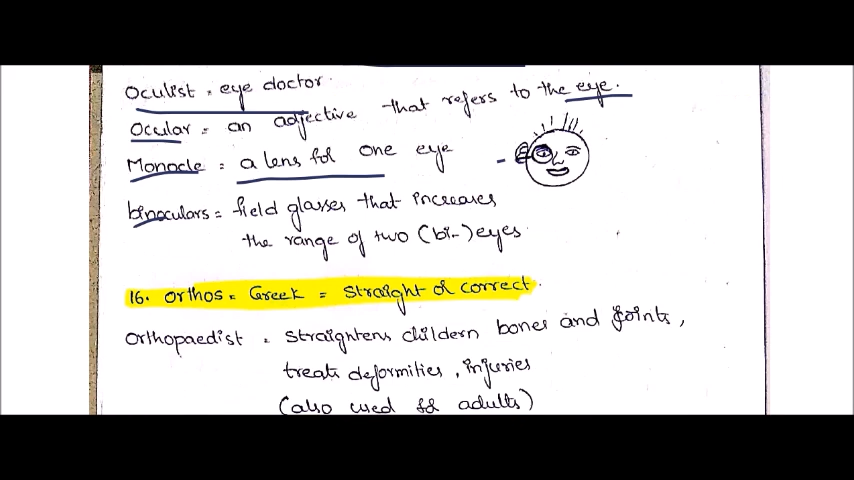 Oculist = eye doctor.
Ocular = an adjective that refers to the eye.
Monocle = a lens for one eye
binoculars = field glasses that increases
the range of two (bi-) eyes.
16. Orthos = Greek = Straight or correct.
Orthopaedist = straightens childern bones and joints,
treats deformities, injuries
(also used for adults)